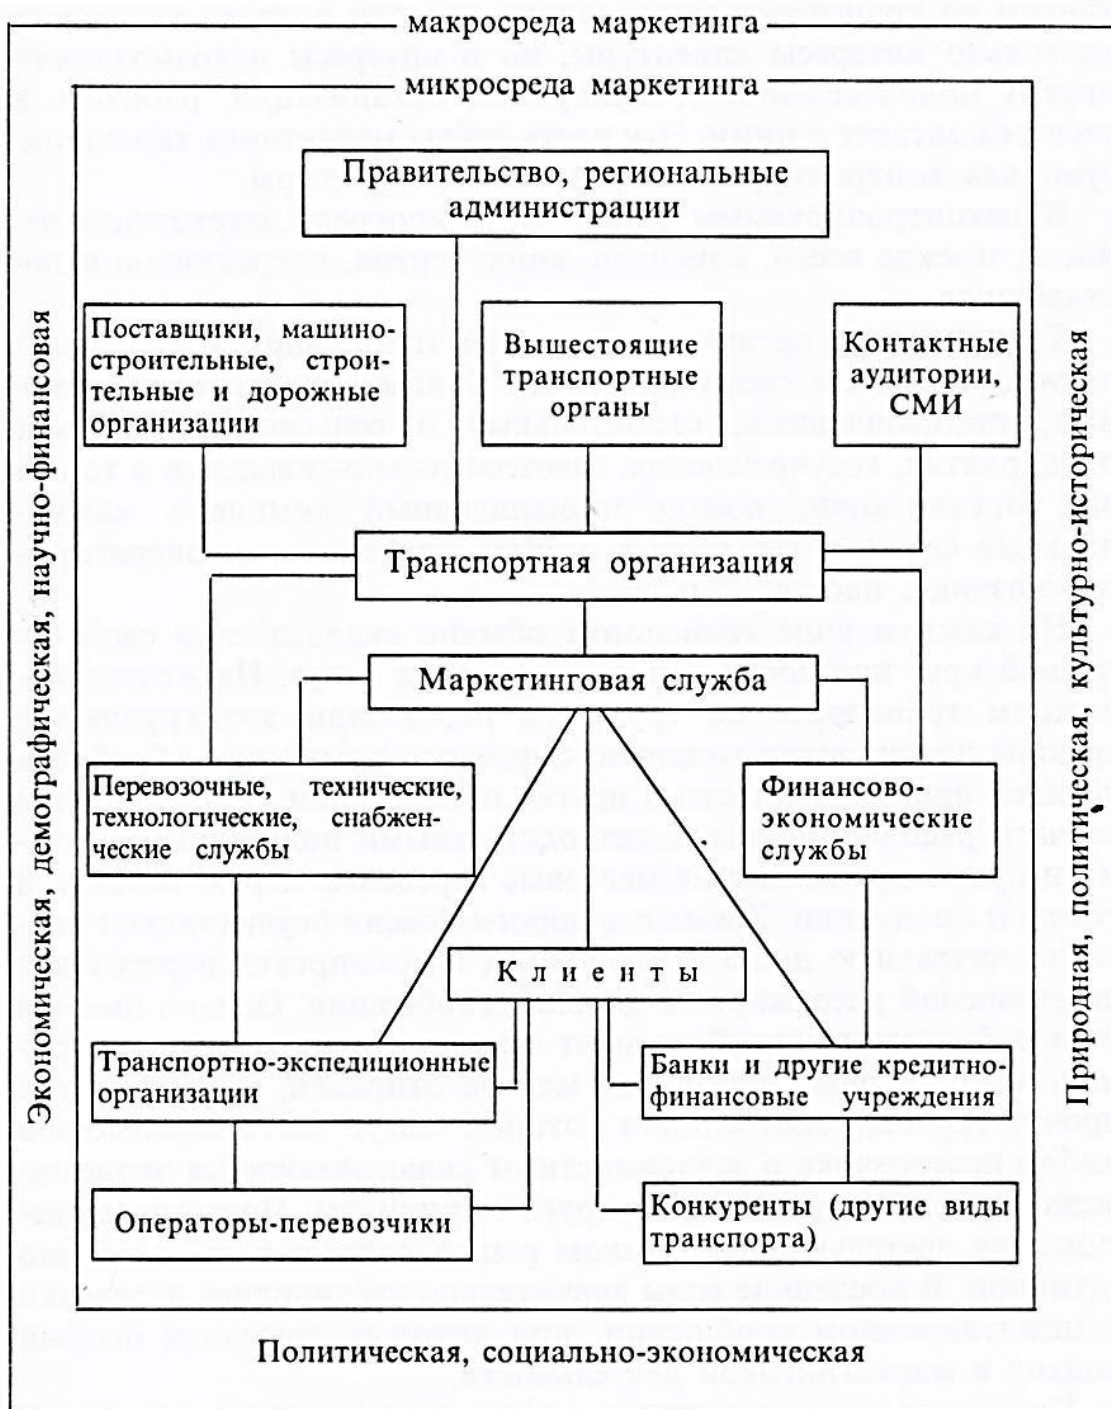 макросреда маркетинга
микросреда маркетинга
Правительство, региональные
администрации
Поставщики, машино-
строительные, строи-
тельные и дорожные
организации
Вышестоящие
транспортные
органы
Контактные
аудитории,
СМИ
Транспортная организация
Маркетинговая служба
Перевозочные, технические,
технологические, снабжен-
ческие службы
Финансово-
экономические
службы
Клиенты
Транспортно-экспедиционные
организации
Банки и другие кредитно-
финансовые учреждения
Операторы-перевозчики
Конкуренты (другие виды
транспорта)
Экономическая, демографическая, научно-финансовая
Природная, политическая, культурно-историческая
Политическая, социально-экономическая